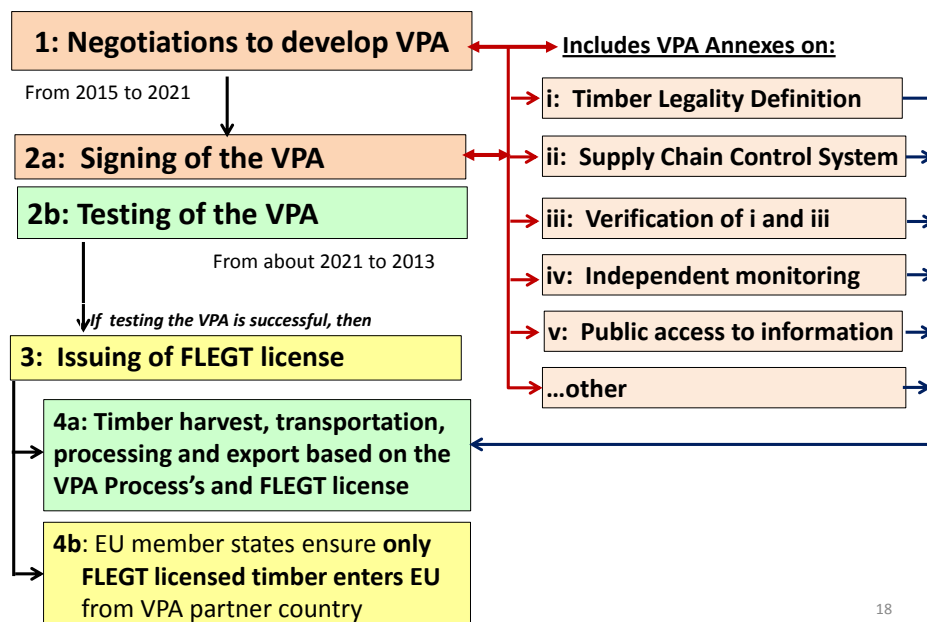 1: Negotiations to develop VPA
Includes VPA Annexes on:
From 2015 to 2021
i: Timber Legality Definition
2a: Signing of the VPA
ii: Supply Chain Control System
2b: Testing of the VPA
iii: Verification of i and iii
From about 2021 to 2013
iv: Independent monitoring
If testing the VPA is successful, then
v: Public access to information
3: Issuing of FLEGT license
...other
4a: Timber harvest, transportation,
processing and export based on the
VPA Process's and FLEGT license
4b: EU member states ensure only
FLEGT licensed timber enters EU
from VPA partner country
18